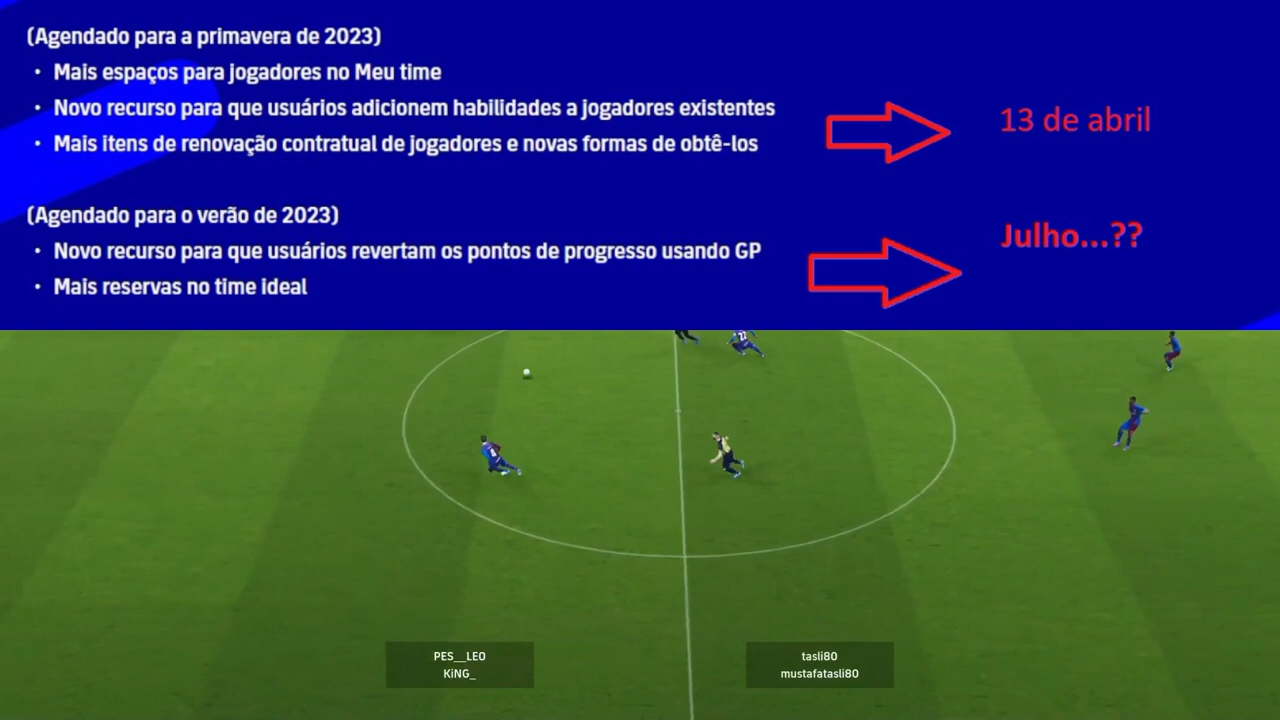 (Agendado para a primavera de 2023)
• Mais espaços para jogadores no Meu time
• Novo recurso para que usuários adicionem habilidades a jogadores existentes
• Mais itens de renovação contratual de jogadores e novas formas de obtê-los
13 de abril
(Agendado para o verão de 2023)
• Novo recurso para que usuários revertam os pontos de progresso usando GP
• Mais reservas no time ideal
Julho...??
22
8
PES__LEO
KiNG_
tasli80
mustafatasli80